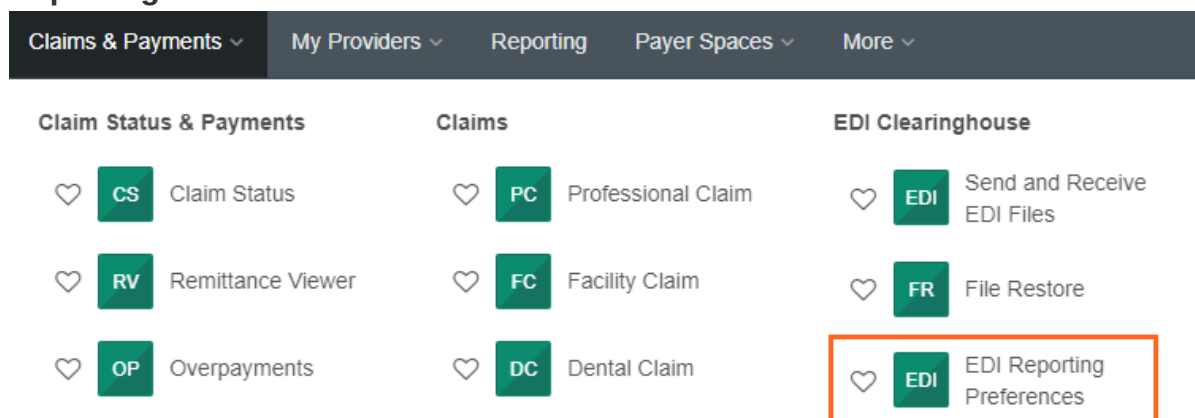 Claims & Payments
My Providers
Reporting
Payer Spaces
More
Claim Status & Payments
CS Claim Status
RV Remittance Viewer
OP Overpayments
Claims
PC Professional Claim
FC Facility Claim
DC Dental Claim
EDI Clearinghouse
EDI Send and Receive
EDI Files
FR File Restore
EDI EDI Reporting
Preferences